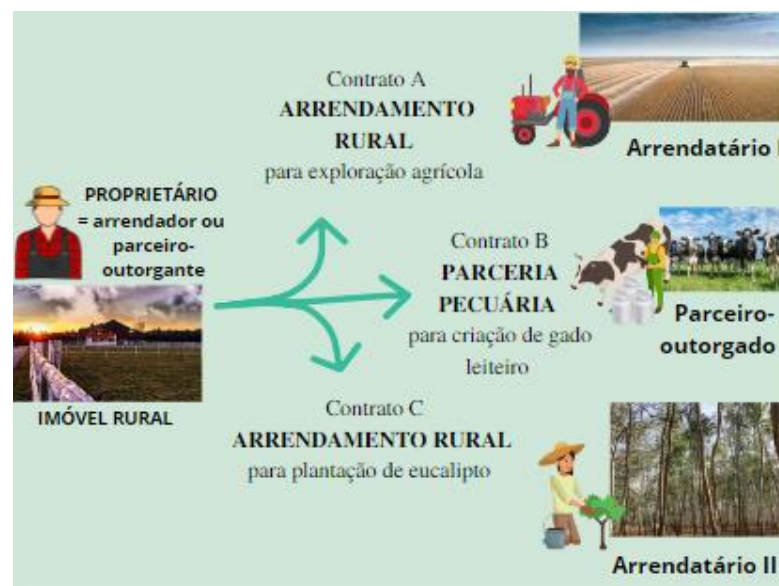 Contrato A
ARRENDAMENTO
RURAL
para exploração agrícola
Arrendatário I
PROPRIETÁRIO
= arrendador ou
parceiro-
outorgante
IMÓVEL RURAL
Contrato B
PARCERIA
PECUÁRIA
para criação de gado
leiteiro
Parceiro-
outorgado
Contrato C
ARRENDAMENTO RURAL
para plantação de eucalipto
Arrendatário II